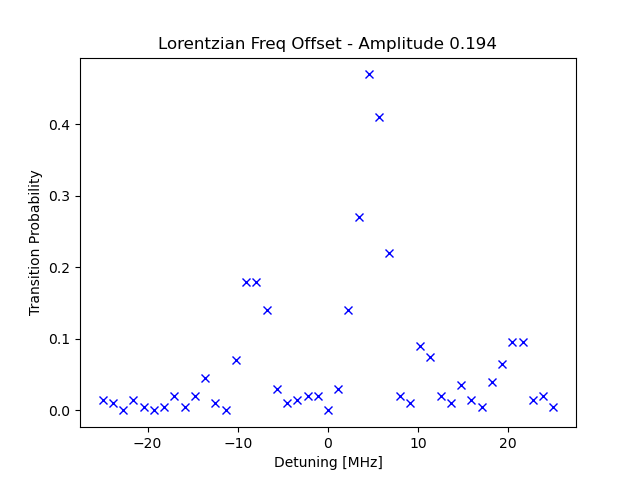 Lorentzian Freq Offset - Amplitude 0.194
Transition Probability
0.4
0.3
0.2
0.1
0.0
−20 −10 0 10 20
Detuning [MHz]